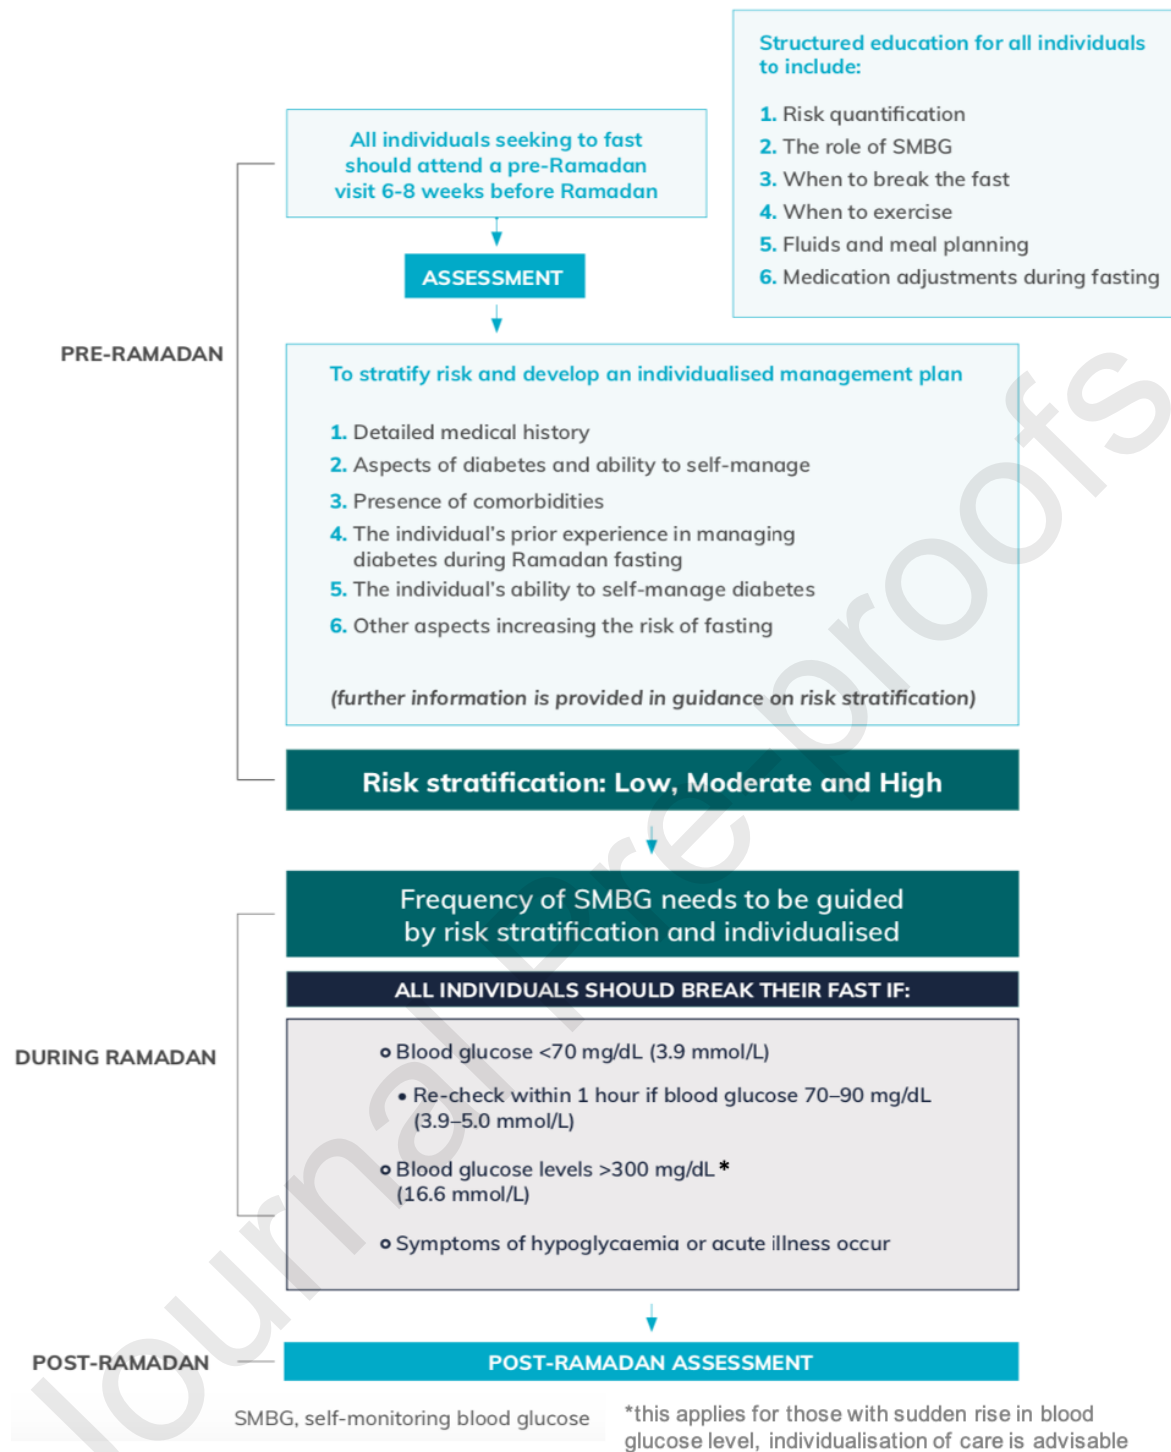 Structured education for all individuals
to include:
1. Risk quantification
2. The role of SMBG
3. When to break the fast
4. When to exercise
5. Fluids and meal planning
6. Medication adjustments during fasting
All individuals seeking to fast
should attend a pre-Ramadan
visit 6-8 weeks before Ramadan
ASSESSMENT
PRE-RAMADAN
To stratify risk and develop an individualised management plan
1. Detailed medical history
2. Aspects of diabetes and ability to self-manage
3. Presence of comorbidities
4. The individual's prior experience in managing
diabetes during Ramadan fasting
5. The individual's ability to self-manage diabetes
6. Other aspects increasing the risk of fasting
(further information is provided in guidance on risk stratification)
Risk stratification: Low, Moderate and High
Frequency of SMBG needs to be guided
by risk stratification and individualised
ALL INDIVIDUALS SHOULD BREAK THEIR FAST IF:
DURING RAMADAN
Blood glucose <70 mg/dL (3.9 mmol/L)
• Re-check within 1 hour if blood glucose 70–90 mg/dL
(3.9–5.0 mmol/L)
Blood glucose levels >300 mg/dL*
(16.6 mmol/L)
Symptoms of hypoglycaemia or acute illness occur
POST-RAMADAN
POST-RAMADAN ASSESSMENT
SMBG, self-monitoring blood glucose
*this applies for those with sudden rise in blood
glucose level, individualisation of care is advisable
Journal Pre-proofs